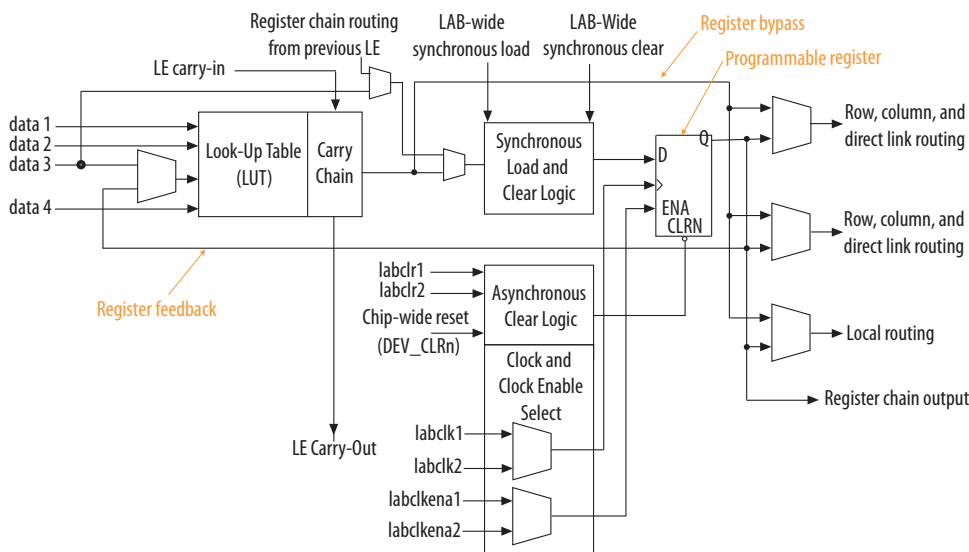 Register chain routing
from previous LE
LAB-wide
synchronous load
LAB-Wide
synchronous clear
Register bypass
Programmable register
LE carry-in
data 1
data 2
data 3
data 4
Look-Up Table
(LUT)
Carry
Chain
Synchronous
Load and
Clear Logic
D
Q
ENA
CLRN
Row, column, and
direct link routing
Row, column, and
direct link routing
Local routing
Register chain output
Register feedback
labclr1
labclr2
Chip-wide reset
(DEV_CLRn)
Asynchronous
Clear Logic
Clock and
Clock Enable
Select
labclk1
labclk2
labclkena1
labclkena2
LE Carry-Out